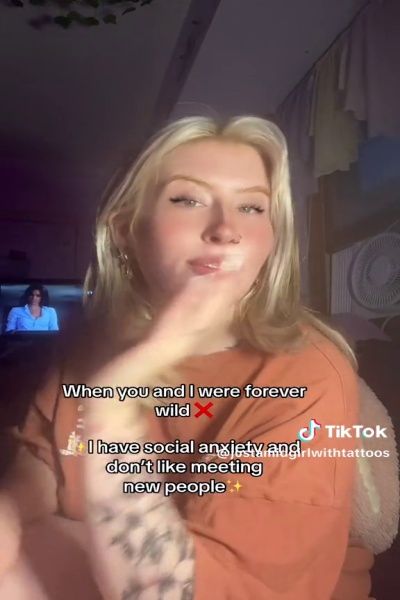 When you and I were forever
wild ❌
✨I have social anxiety and
don't like meeting
new people✨
TikTok